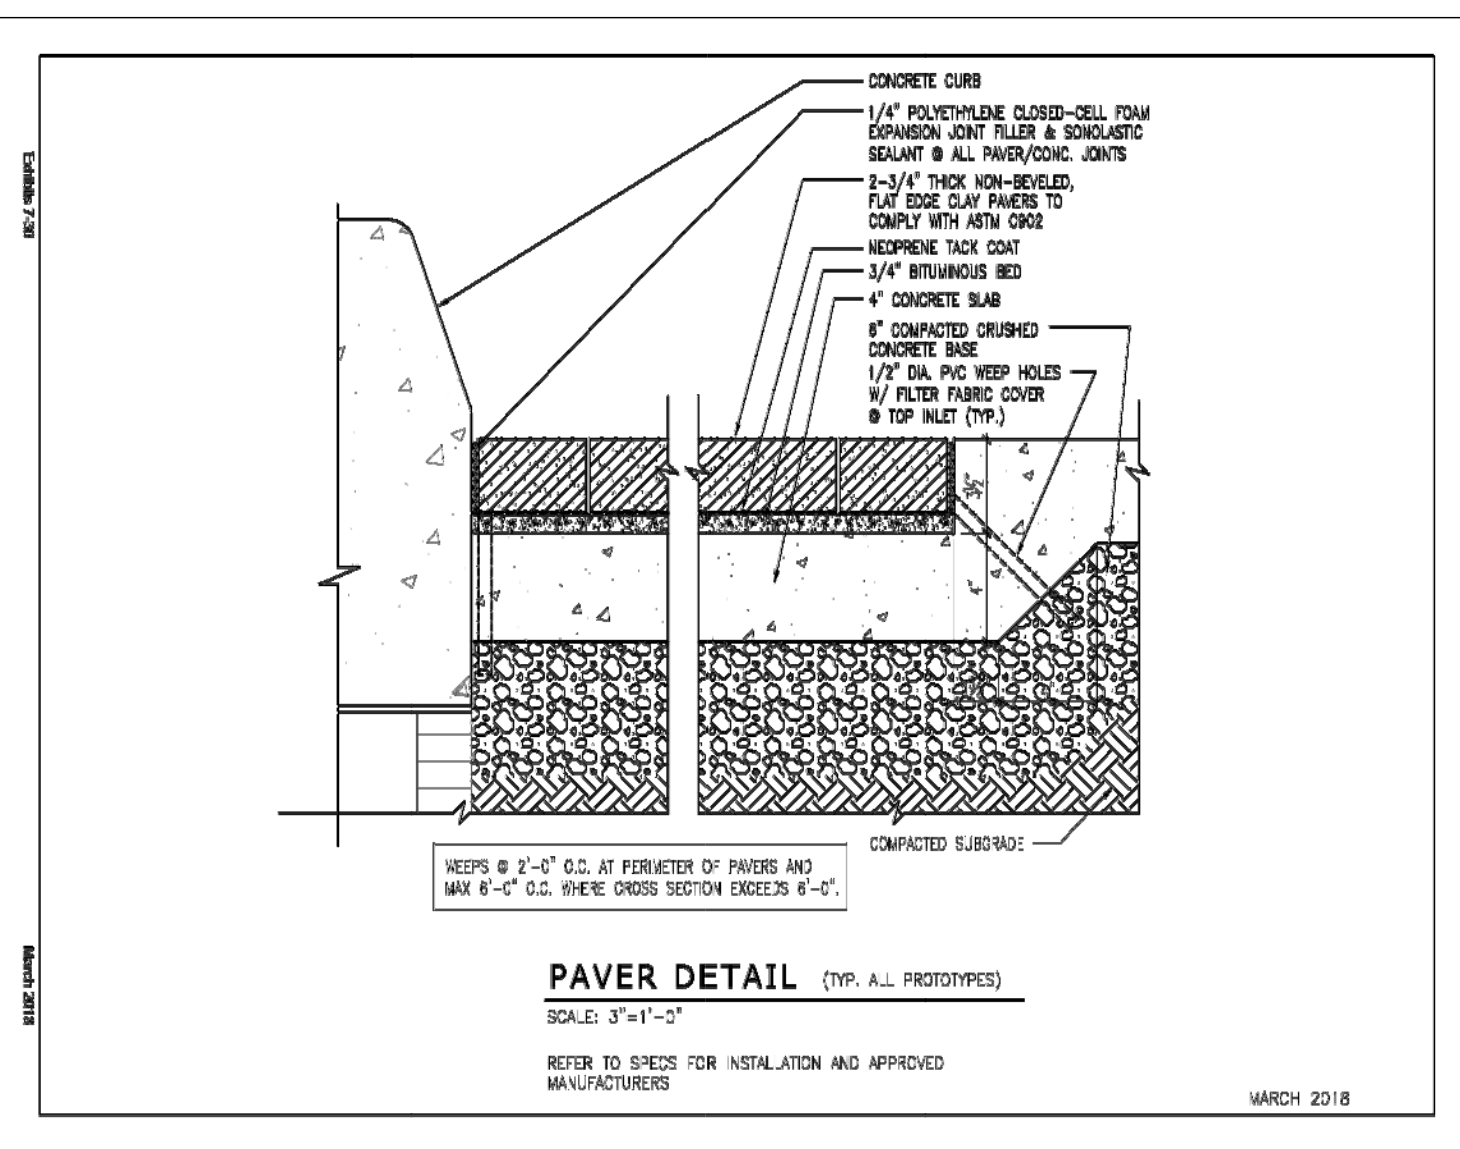 CONCRETE CURB
1/4" POLYETHYLENE CLOSED-CELL FOAM
EXPANSION JOINT FILLER & SONOLASTIC
SEALANT @ ALL PAVER/CONC. JOINTS
2-3/4" THICK NON-BEVELED,
FLAT EDGE CLAY PAVERS TO
COMPLY WITH ASTM C902
NEOPRENE TACK COAT
3/4" BITUMINOUS BED
4" CONCRETE SLAB
6" COMPACTED CRUSHED
CONCRETE BASE
1/2" DIA. PVC WEEP HOLES
W/ FILTER FABRIC COVER
@ TOP INLET (TYP.)
3½"
4"
COMPACTED SUBGRADE
WEEPS @ 2'-0" O.C. AT PERIMETER OF PAVERS AND
MAX 6'-0" O.C. WHERE CROSS SECTION EXCEEDS 6'-0".
PAVER DETAIL (TYP. ALL PROTOTYPES)
SCALE: 3"=1'-0"
REFER TO SPECS FOR INSTALLATION AND APPROVED
MANUFACTURERS
MARCH 2018
Exhibits 7-30
March 2018